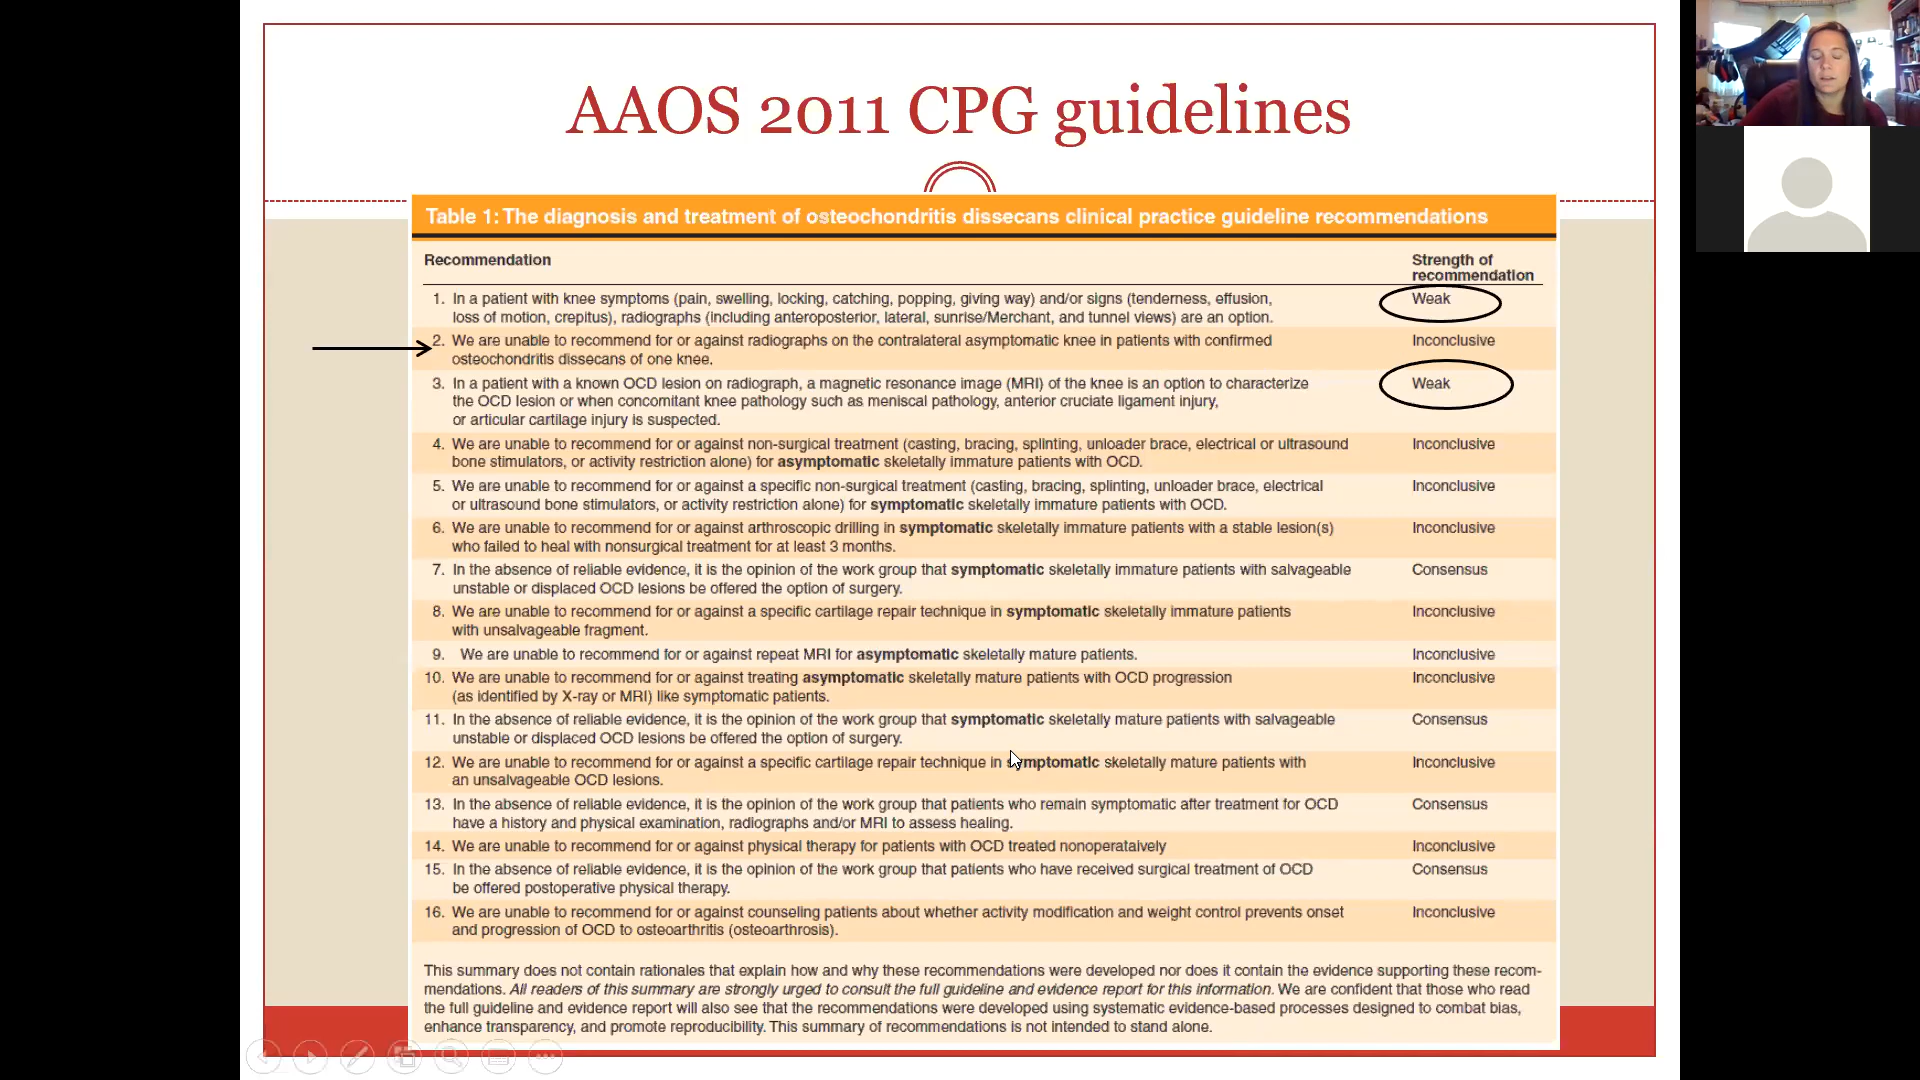 AAOS 2011 CPG guidelines
Table 1: The diagnosis and treatment of osteochondritis dissecans clinical practice guideline recommendations
Recommendation
Strength of
recommendation
1. In a patient with knee symptoms (pain, swelling, locking, catching, popping, giving way) and/or signs (tenderness, effusion,
loss of motion, crepitus), radiographs (including anteroposterior, lateral, sunrise/Merchant, and tunnel views) are an option.
Weak
2. We are unable to recommend for or against radiographs on the contralateral asymptomatic knee in patients with confirmed
osteochondritis dissecans of one knee.
Inconclusive
3. In a patient with a known OCD lesion on radiograph, a magnetic resonance image (MRI) of the knee is an option to characterize
the OCD lesion or when concomitant knee pathology such as meniscal pathology, anterior cruciate ligament injury,
or articular cartilage injury is suspected.
Weak
4. We are unable to recommend for or against non-surgical treatment (casting, bracing, splinting, unloader brace, electrical or ultrasound
bone stimulators, or activity restriction alone) for asymptomatic skeletally immature patients with OCD.
Inconclusive
5. We are unable to recommend for or against a specific non-surgical treatment (casting, bracing, splinting, unloader brace, electrical
or ultrasound bone stimulators, or activity restriction alone) for symptomatic skeletally immature patients with OCD.
Inconclusive
6. We are unable to recommend for or against arthroscopic drilling in symptomatic skeletally immature patients with a stable lesion(s)
who failed to heal with nonsurgical treatment for at least 3 months.
Inconclusive
7. In the absence of reliable evidence, it is the opinion of the work group that symptomatic skeletally immature patients with salvageable
unstable or displaced OCD lesions be offered the option of surgery.
Consensus
8. We are unable to recommend for or against a specific cartilage repair technique in symptomatic skeletally immature patients
with unsalvageable fragment.
Inconclusive
9. We are unable to recommend for or against repeat MRI for asymptomatic skeletally mature patients.
Inconclusive
10. We are unable to recommend for or against treating asymptomatic skeletally mature patients with OCD progression
(as identified by X-ray or MRI) like symptomatic patients.
Inconclusive
11. In the absence of reliable evidence, it is the opinion of the work group that symptomatic skeletally mature patients with salvageable
unstable or displaced OCD lesions be offered the option of surgery.
Consensus
12. We are unable to recommend for or against a specific cartilage repair technique in symptomatic skeletally mature patients with
an unsalvageable OCD lesions.
Inconclusive
13. In the absence of reliable evidence, it is the opinion of the work group that patients who remain symptomatic after treatment for OCD
have a history and physical examination, radiographs and/or MRI to assess healing.
Consensus
14. We are unable to recommend for or against physical therapy for patients with OCD treated nonoperataively
Inconclusive
15. In the absence of reliable evidence, it is the opinion of the work group that patients who have received surgical treatment of OCD
be offered postoperative physical therapy.
Consensus
16. We are unable to recommend for or against counseling patients about whether activity modification and weight control prevents onset
and progression of OCD to osteoarthritis (osteoarthrosis).
Inconclusive
This summary does not contain rationales that explain how and why these recommendations were developed nor does it contain the evidence supporting these recom-
mendations. All readers of this summary are strongly urged to consult the full guideline and evidence report for this information. We are confident that those who read
the full guideline and evidence report will also see that the recommendations were developed using systematic evidence-based processes designed to combat bias,
enhance transparency, and promote reproducibility. This summary of recommendations is not intended to stand alone.